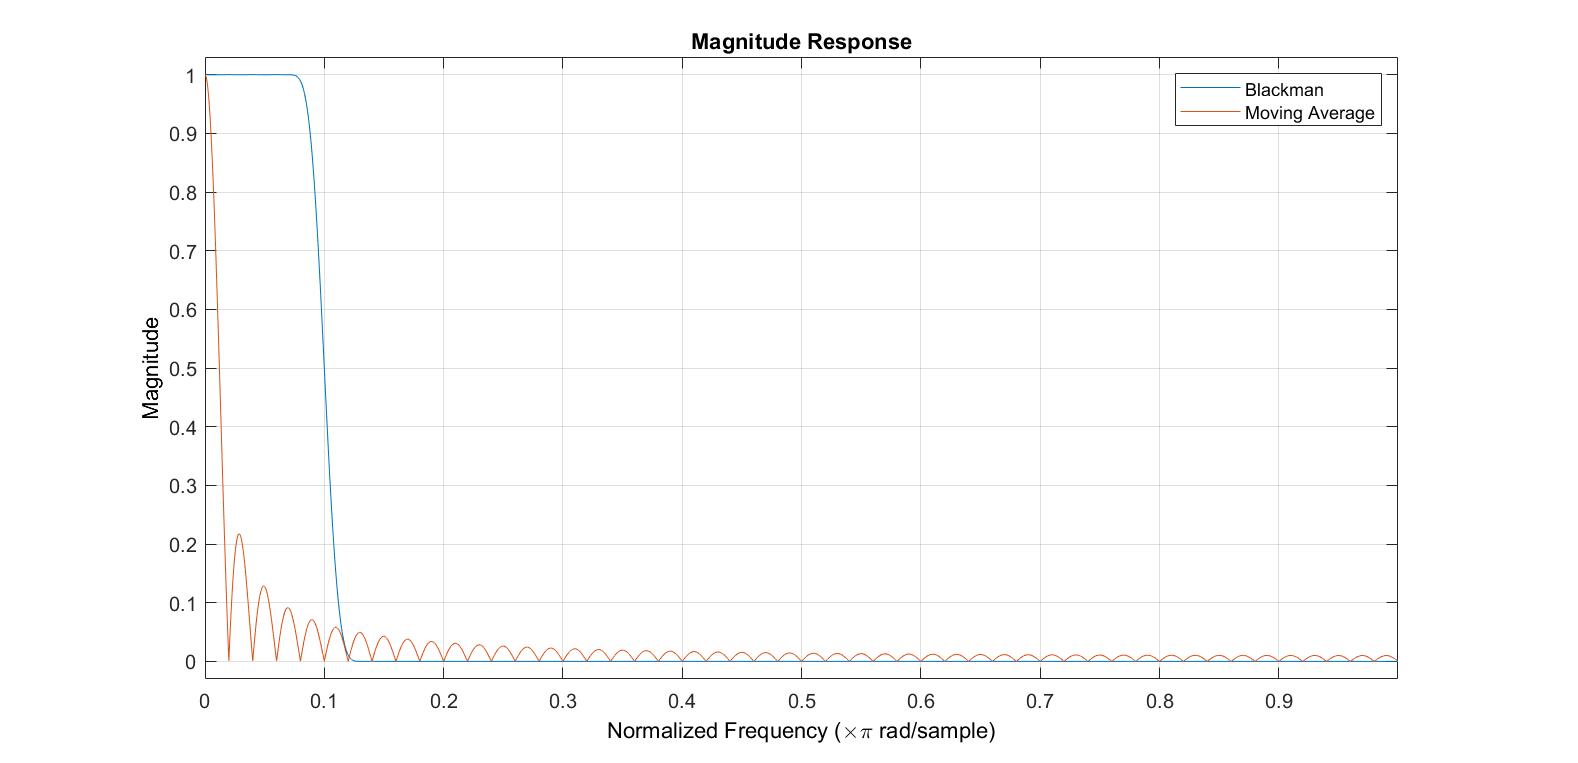 Magnitude Response
Blackman
Moving Average
Magnitude
1
0.9
0.8
0.7
0.6
0.5
0.4
0.3
0.2
0.1
0
0 0.1 0.2 0.3 0.4 0.5 0.6 0.7 0.8 0.9
Normalized Frequency (×π rad/sample)